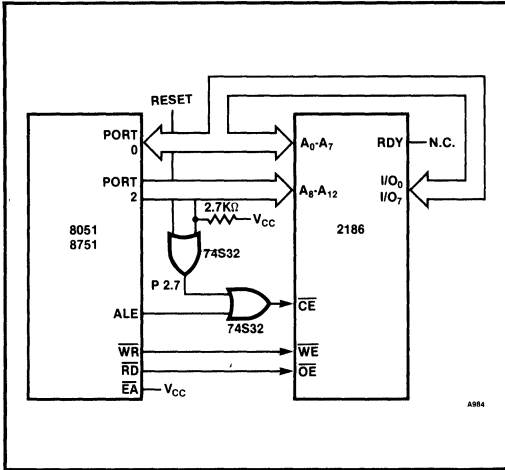 RESET
PORT
0
A₀-A₇
RDY
N.C.
PORT
2
A₈-A₁₂
I/O₀
I/O₇
2.7KΩ
VCC
8051
8751
2186
74S32
P 2.7
ALE
74S32
CE
WR
WE
RD
OE
EA
VCC
A984